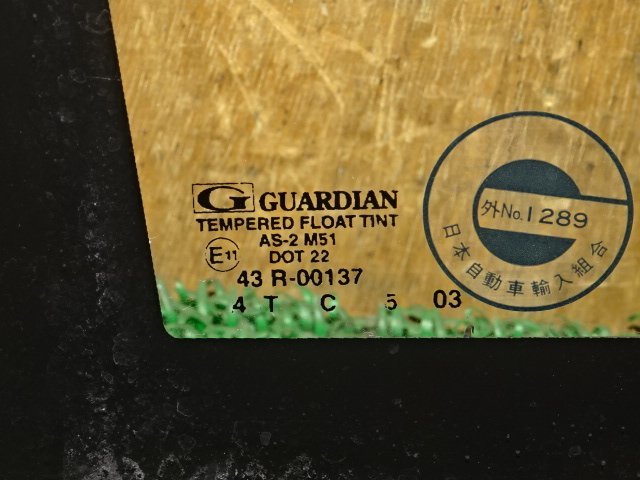 G GUARDIAN
TEMPERED FLOAT TINT
AS-2 M51
E11 DOT 22
43 R-00137
4 T C 5 03
外No.1289
日本自動車輸入組合